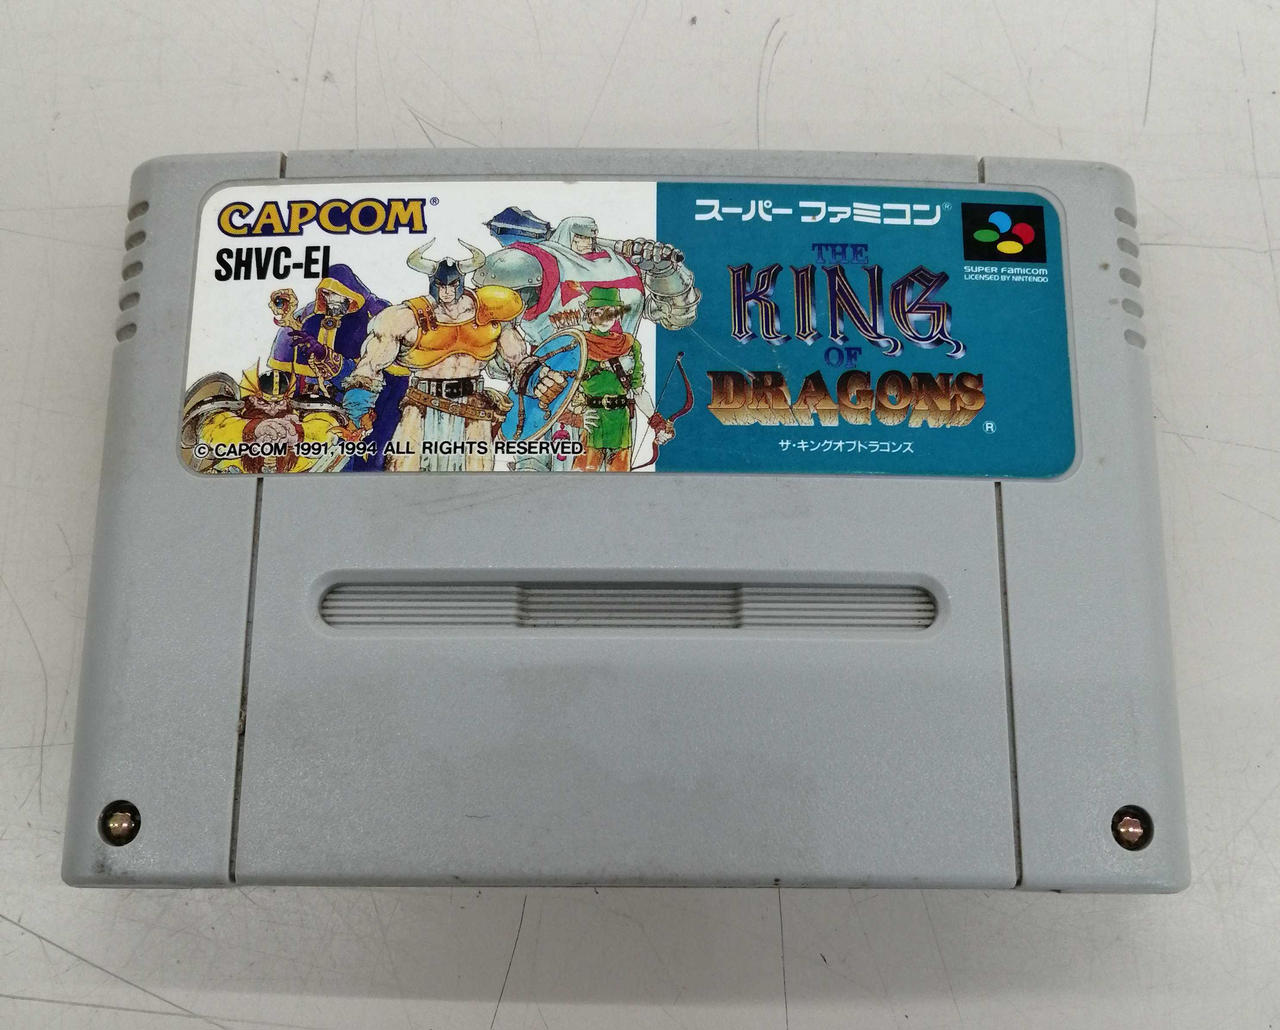 CAPCOM®
SHVC-EI
© CAPCOM 1991, 1994 ALL RIGHTS RESERVED.
スーパーファミコン®
SUPER FAMICOM
LICENSED BY NINTENDO
THE
KING
OF
DRAGONS®
ザ・キングオブドラゴンズ